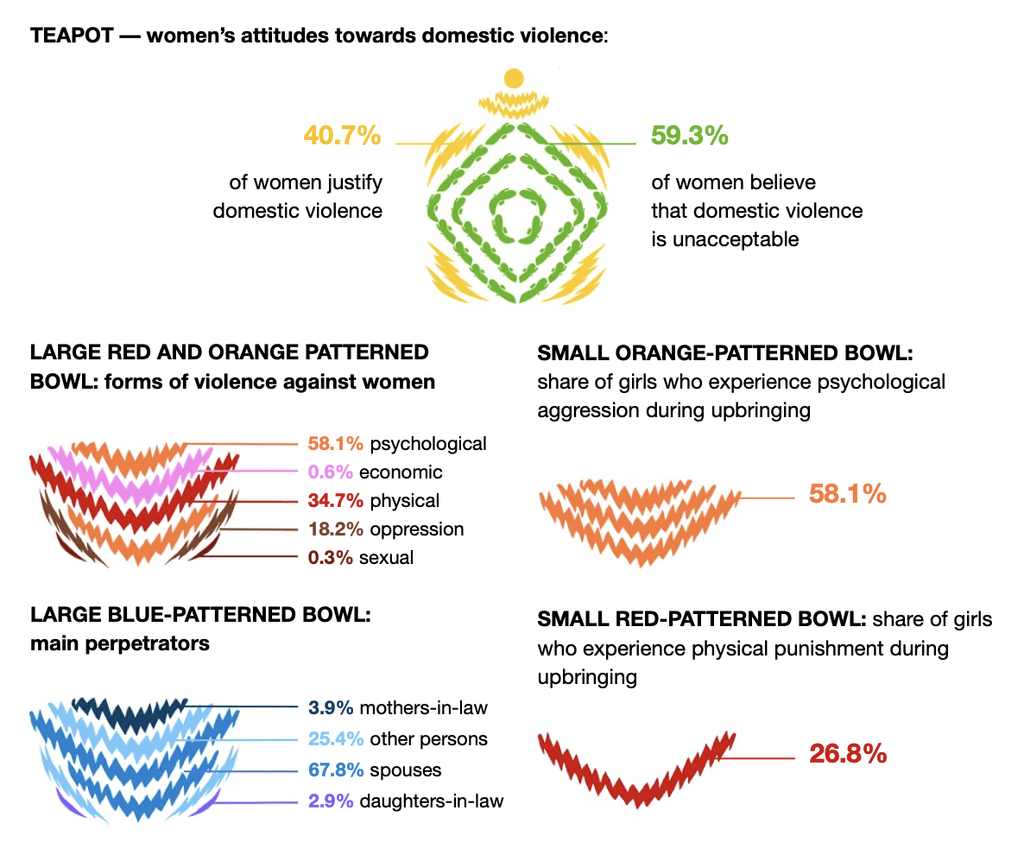 TEAPOT — women’s attitudes towards domestic violence:
40.7%
of women justify
domestic violence
59.3%
of women believe
that domestic violence
is unacceptable
LARGE RED AND ORANGE PATTERNED
BOWL: forms of violence against women
58.1% psychological
0.6% economic
34.7% physical
18.2% oppression
0.3% sexual
SMALL ORANGE-PATTERNED BOWL:
share of girls who experience psychological
aggression during upbringing
58.1%
LARGE BLUE-PATTERNED BOWL:
main perpetrators
3.9% mothers-in-law
25.4% other persons
67.8% spouses
2.9% daughters-in-law
SMALL RED-PATTERNED BOWL: share of girls
who experience physical punishment during
upbringing
26.8%